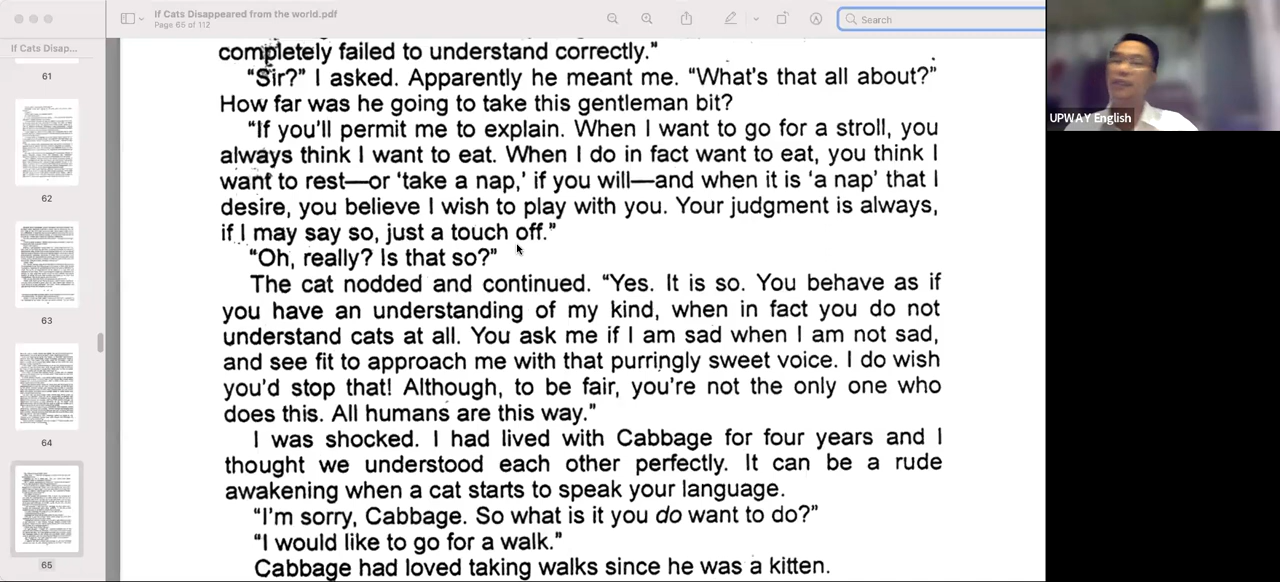 If Cats Disappeared from the world.pdf
Page 65 of 112
Search
If Cats Disap...
61
62
63
64
65
completely failed to understand correctly."
"Sir?" I asked. Apparently he meant me. "What's that all about?"
How far was he going to take this gentleman bit?
"If you'll permit me to explain. When I want to go for a stroll, you
always think I want to eat. When I do in fact want to eat, you think I
want to rest—or 'take a nap,' if you will—and when it is 'a nap' that I
desire, you believe I wish to play with you. Your judgment is always,
if I may say so, just a touch off."
"Oh, really? Is that so?"
The cat nodded and continued. "Yes. It is so. You behave as if
you have an understanding of my kind, when in fact you do not
understand cats at all. You ask me if I am sad when I am not sad,
and see fit to approach me with that purringly sweet voice. I do wish
you'd stop that! Although, to be fair, you're not the only one who
does this. All humans are this way."
I was shocked. I had lived with Cabbage for four years and I
thought we understood each other perfectly. It can be a rude
awakening when a cat starts to speak your language.
"I'm sorry, Cabbage. So what is it you do want to do?"
"I would like to go for a walk."
Cabbage had loved taking walks since he was a kitten.
UPWAY English